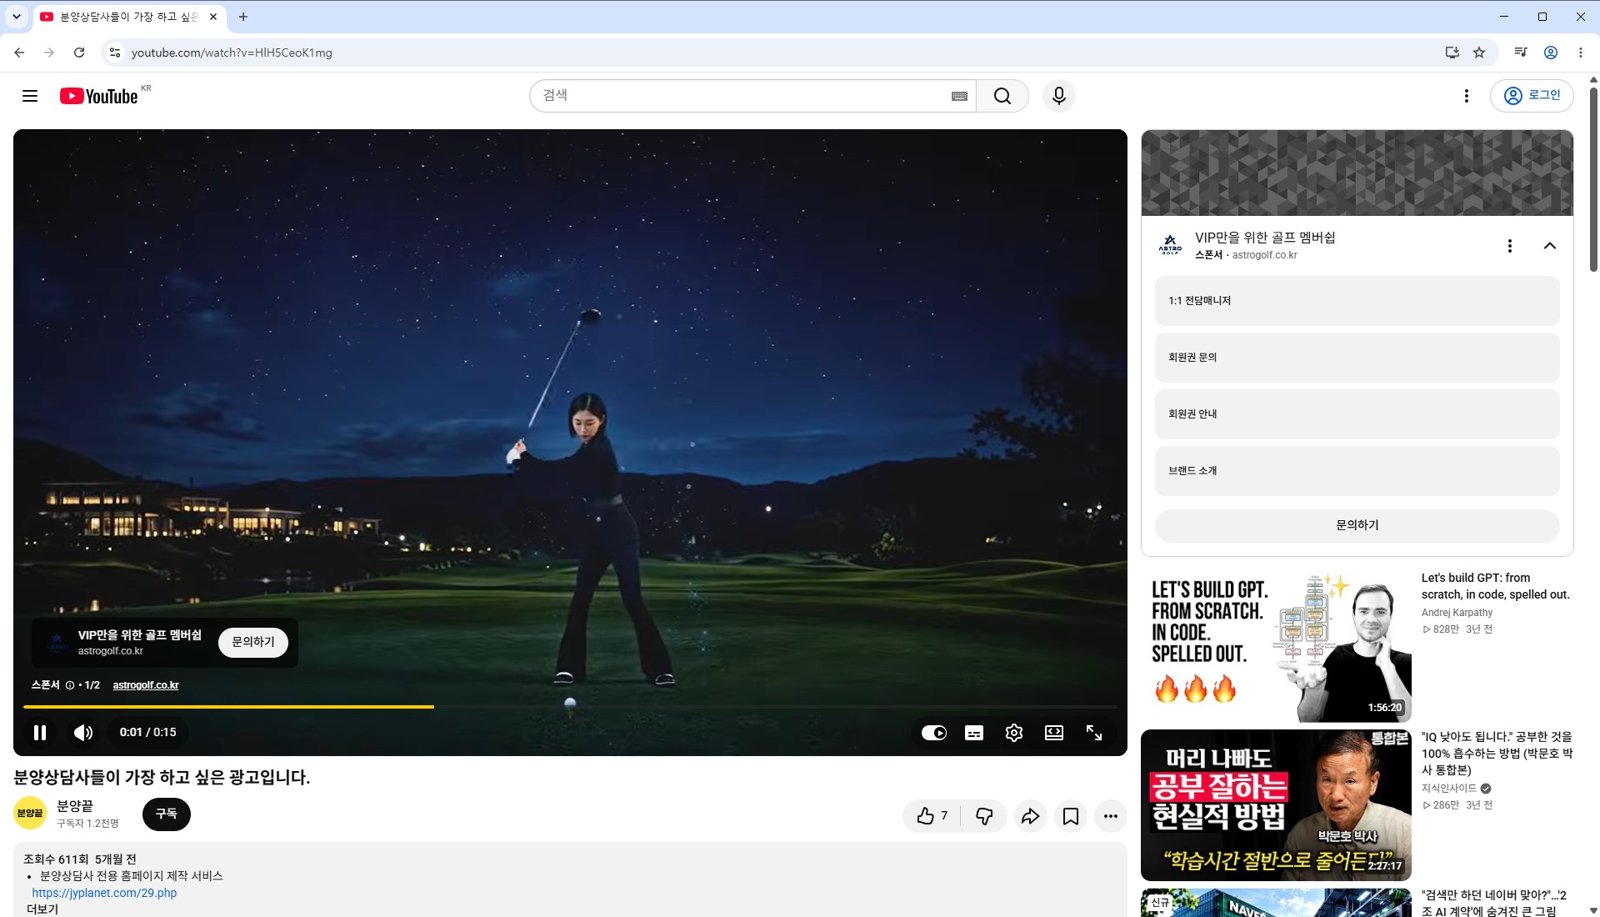 분양상담사들이 가장 하고 싶은
youtube.com/watch?v=HlH5CeoK1mg
YouTube KR
검색
로그인
VIP만을 위한 골프 멤버쉽
astrogolf.co.kr
문의하기
스폰서 • 1/2 astrogolf.co.kr
0:01 / 0:15
분양상담사들이 가장 하고 싶은 광고입니다.
분양끝
분양끝
구독자 1.2천명
구독
7
조회수 611회 5개월 전
• 분양상담사 전용 홈페이지 제작 서비스
https://jyplanet.com/29.php
더보기
ASTRO
GOLF
VIP만을 위한 골프 멤버쉽
스폰서 · astrogolf.co.kr
1:1 전담매니저
회원권 문의
회원권 안내
브랜드 소개
문의하기
LET'S BUILD GPT.
FROM SCRATCH.
IN CODE.
SPELLED OUT.
1:56:20
Let's build GPT: from
scratch, in code, spelled out.
Andrej Karpathy
828만 3년 전
통합본
머리 나빠도
공부 잘하는
현실적 방법
박문호 박사
"학습시간 절반으로 줄어든다"
2:27:17
"IQ 낮아도 됩니다." 공부한 것을
100% 흡수하는 방법 (박문호 박
사 통합본)
지식인사이드
286만 3년 전
신규
NAVE
"검색만 하던 네이버 맞아?"...'2
조 AI 계약'에 숨겨진 큰 그림